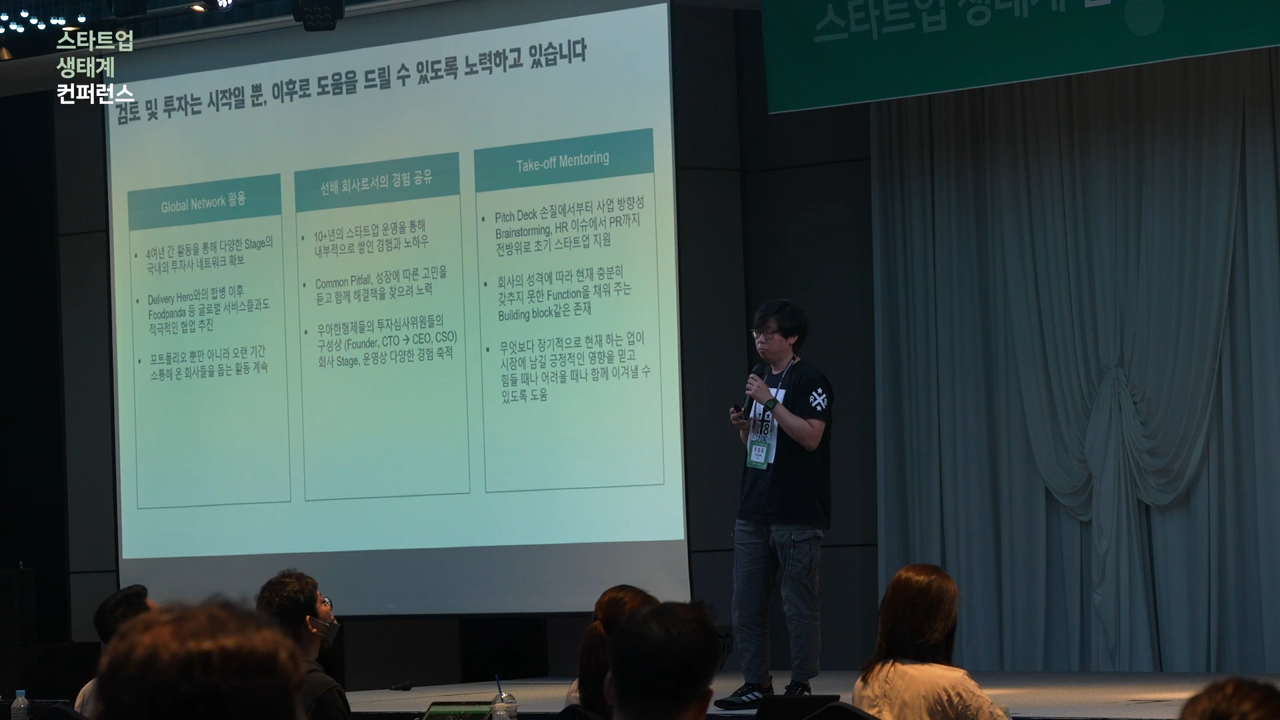 스타트업
생태계
컨퍼런스
스타트업 생태계
검토 및 투자는 시작일 뿐, 이후로 도움을 드릴 수 있도록 노력하고 있습니다
Global Network 활용
• 4여년 간 활동을 통해 다양한 Stage의
국내외 투자사 네트워크 확보
• Delivery Hero와의 합병 이후
Foodpanda 등 글로벌 서비스들과도
적극적인 협업 추진
• 포트폴리오 뿐만 아니라 오랜 기간
소통해 온 회사들을 돕는 활동 계속
선배 회사로서의 경험 공유
• 10+년의 스타트업 운영을 통해
내부적으로 쌓인 경험과 노하우
• Common Pitfall, 성장에 따른 고민을
듣고 함께 해결책을 찾으려 노력
• 우아한형제들의 투자심사위원들의
구성상 (Founder, CTO → CEO, CSO)
회사 Stage, 운영상 다양한 경험 축적
Take-off Mentoring
• Pitch Deck 손질에서부터 사업 방향성
Brainstorming, HR 이슈에서 PR까지
전방위로 초기 스타트업 지원
• 회사의 성격에 따라 현재 충분히
갖추지 못한 Function을 채워 주는
Building block같은 존재
• 무엇보다 장기적으로 현재 하는 업이
시장에 남길 긍정적인 영향을 믿고
힘들 때나 어려울 때나 함께 이겨낼 수
있도록 도움